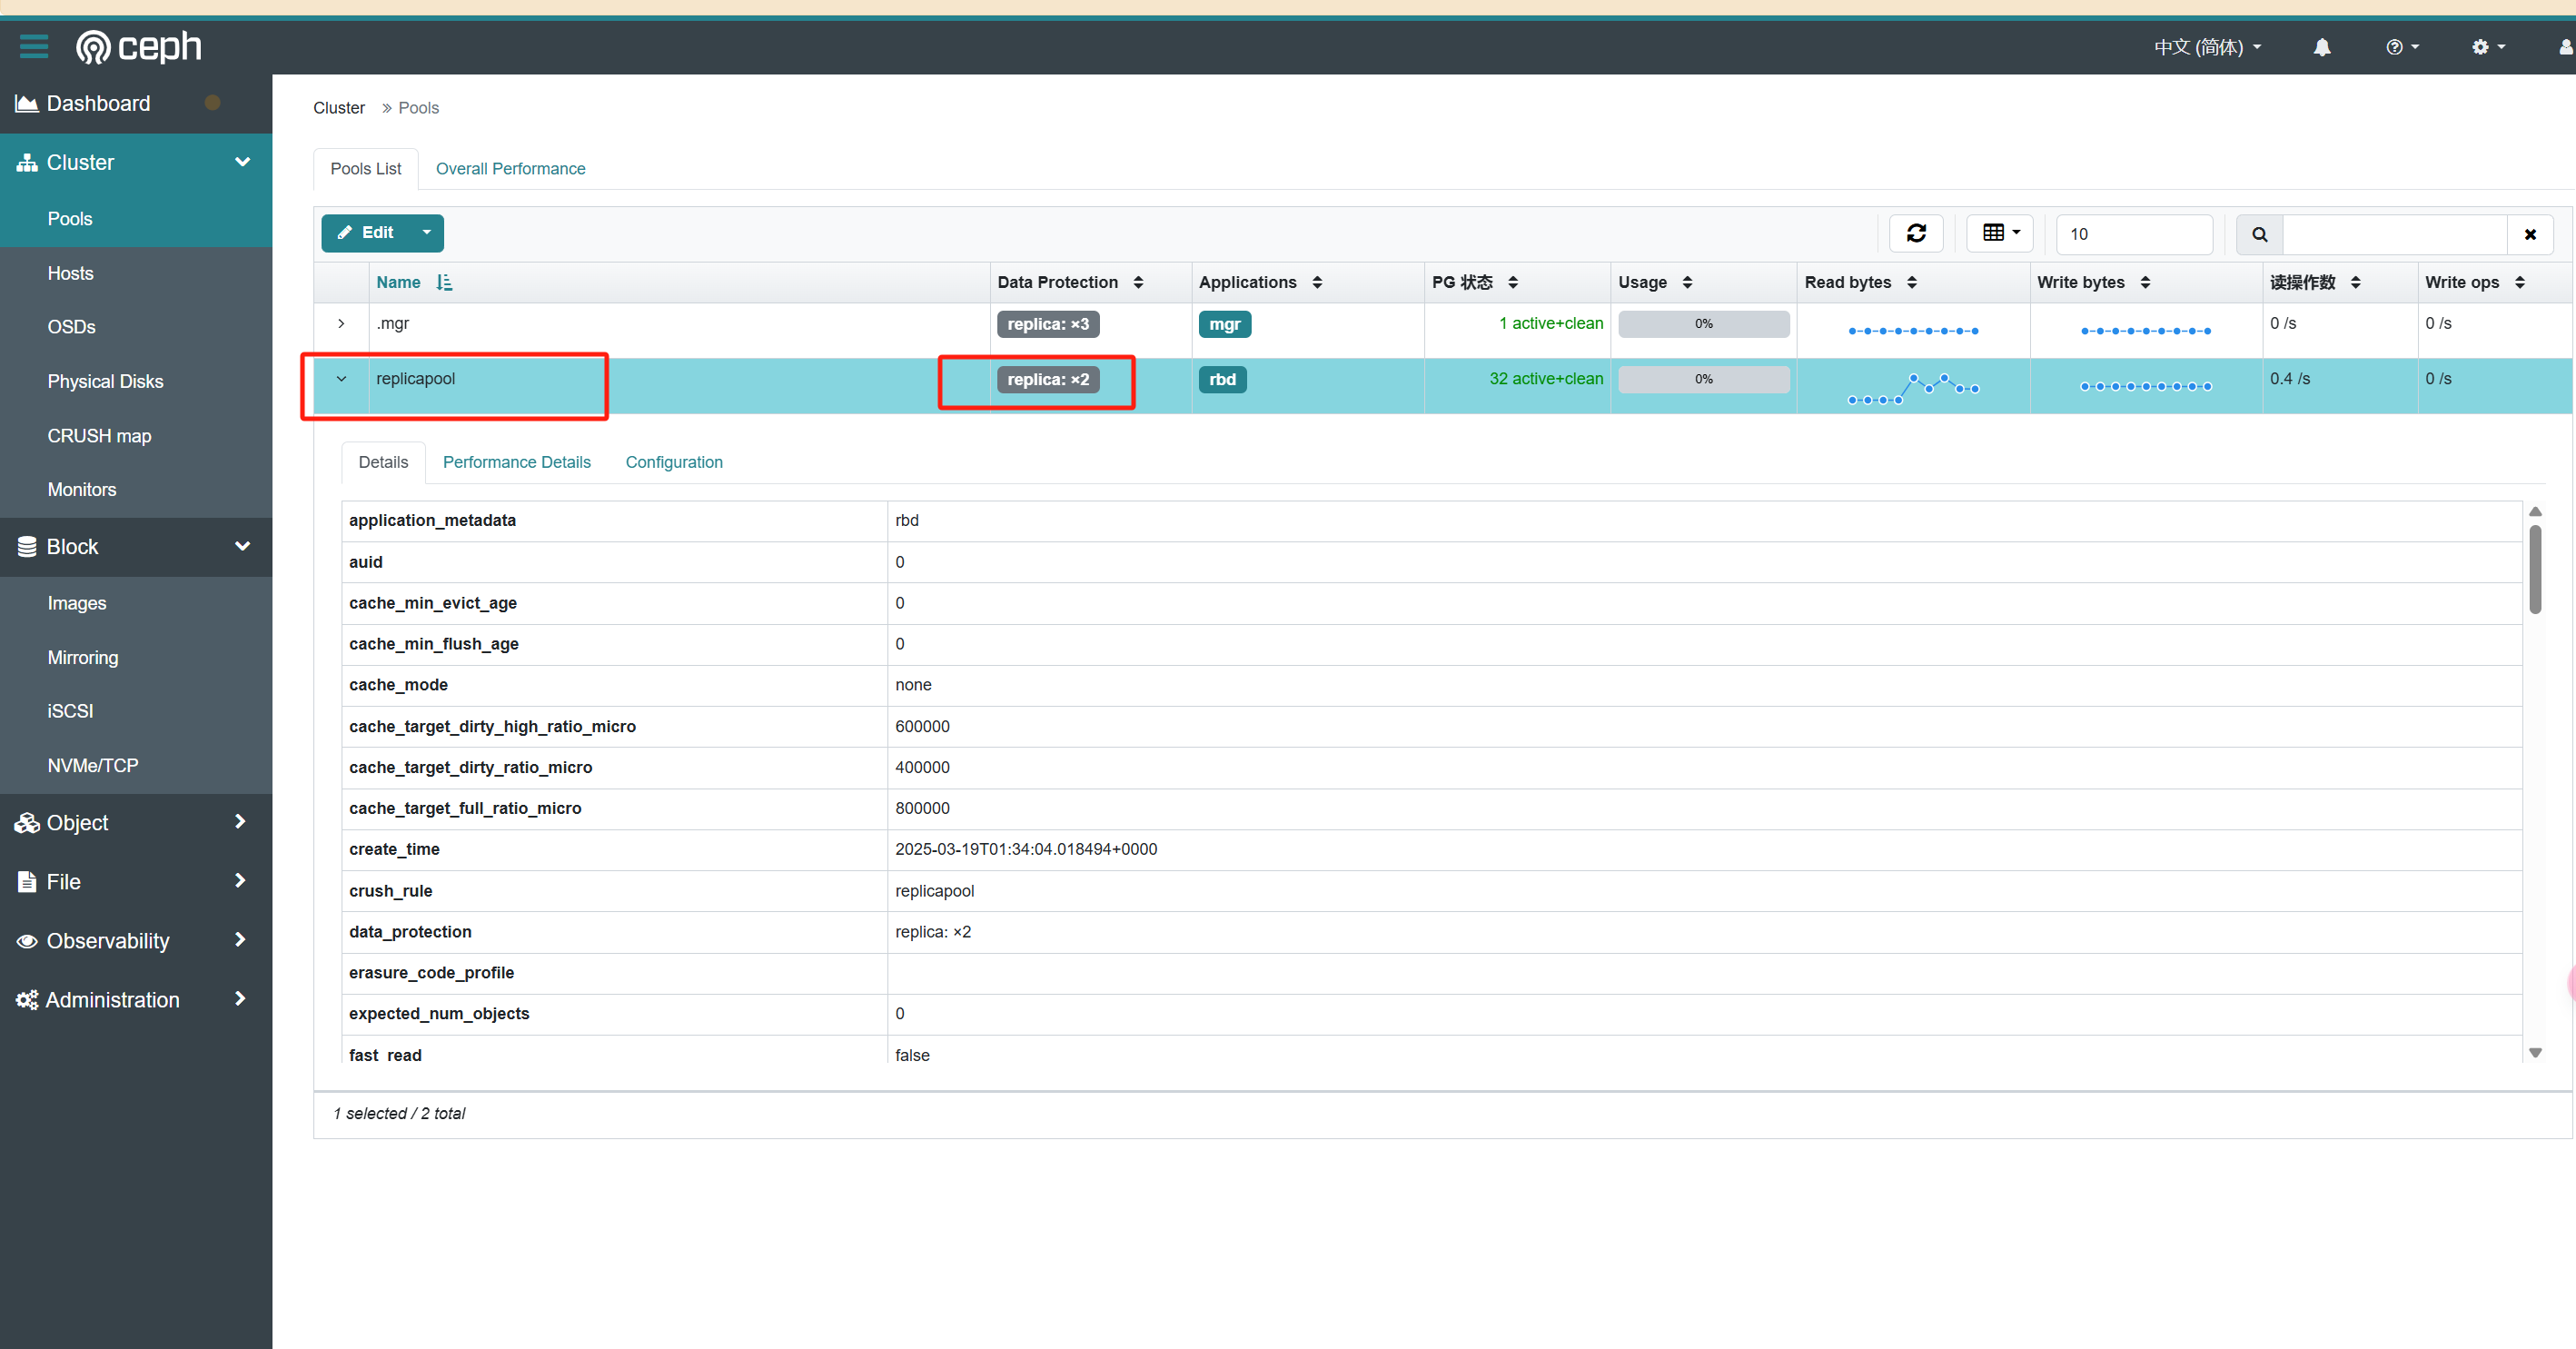 ceph
中文 (简体)
Dashboard
Cluster
Pools
Hosts
OSDs
Physical Disks
CRUSH map
Monitors
Block
Images
Mirroring
iSCSI
NVMe/TCP
Object
File
Observability
Administration
Cluster » Pools
Pools List Overall Performance
Edit 10
Name Data Protection Applications PG 状态 Usage Read bytes Write bytes 读操作数 Write ops
.mgr replica: ×3 mgr 1 active+clean 0% 0 /s 0 /s
replicapool replica: ×2 rbd 32 active+clean 0% 0.4 /s 0 /s
Details Performance Details Configuration
application_metadata rbd
auid 0
cache_min_evict_age 0
cache_min_flush_age 0
cache_mode none
cache_target_dirty_high_ratio_micro 600000
cache_target_dirty_ratio_micro 400000
cache_target_full_ratio_micro 800000
create_time 2025-03-19T01:34:04.018494+0000
crush_rule replicapool
data_protection replica: ×2
erasure_code_profile
expected_num_objects 0
fast_read false
1 selected / 2 total